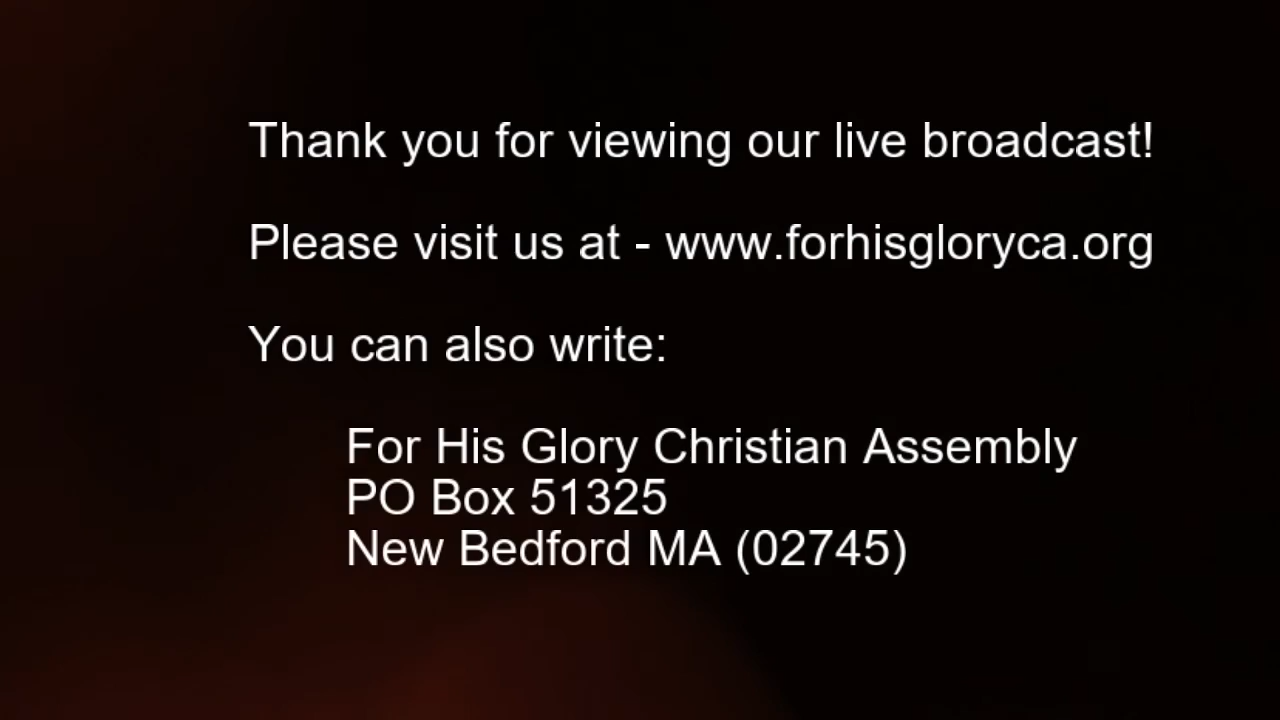 Thank you for viewing our live broadcast!
Please visit us at - www.forhisgloryca.org
You can also write:
For His Glory Christian Assembly
PO Box 51325
New Bedford MA (02745)